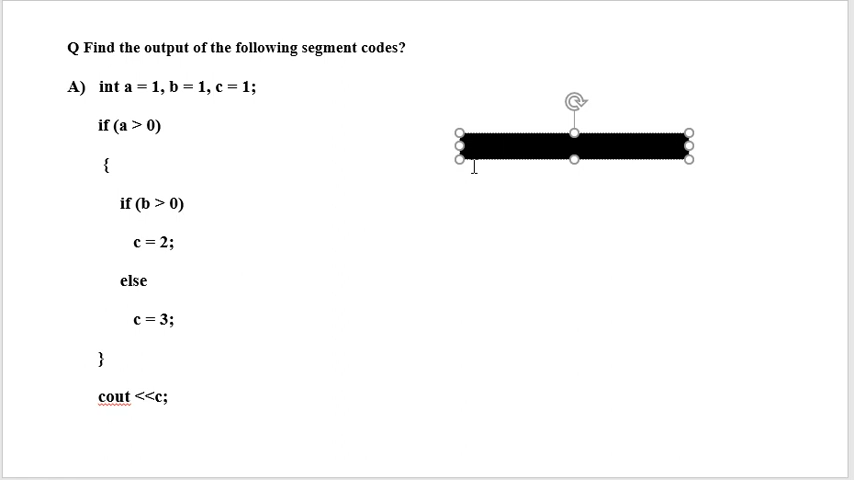 Q Find the output of the following segment codes?
A) int a = 1, b = 1, c = 1;
if (a > 0)
{
if (b > 0)
c = 2;
else
c = 3;
}
cout <<c;